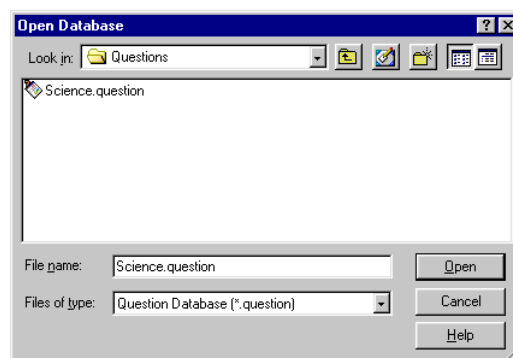 Open Database
Look in: Questions
Science.question
File name: Science.question Open
Files of type: Question Database (*.question) Cancel
Help